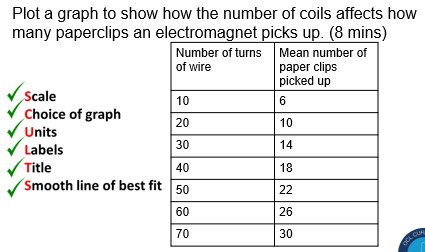 Plot a graph to show how the number of coils affects how
many paperclips an electromagnet picks up. (8 mins)
Scale
Choice of graph
Units
Labels
Title
Smooth line of best fit
Number of turns
of wire
Mean number of
paper clips
picked up
10 6
20 10
30 14
40 18
50 22
60 26
70 30